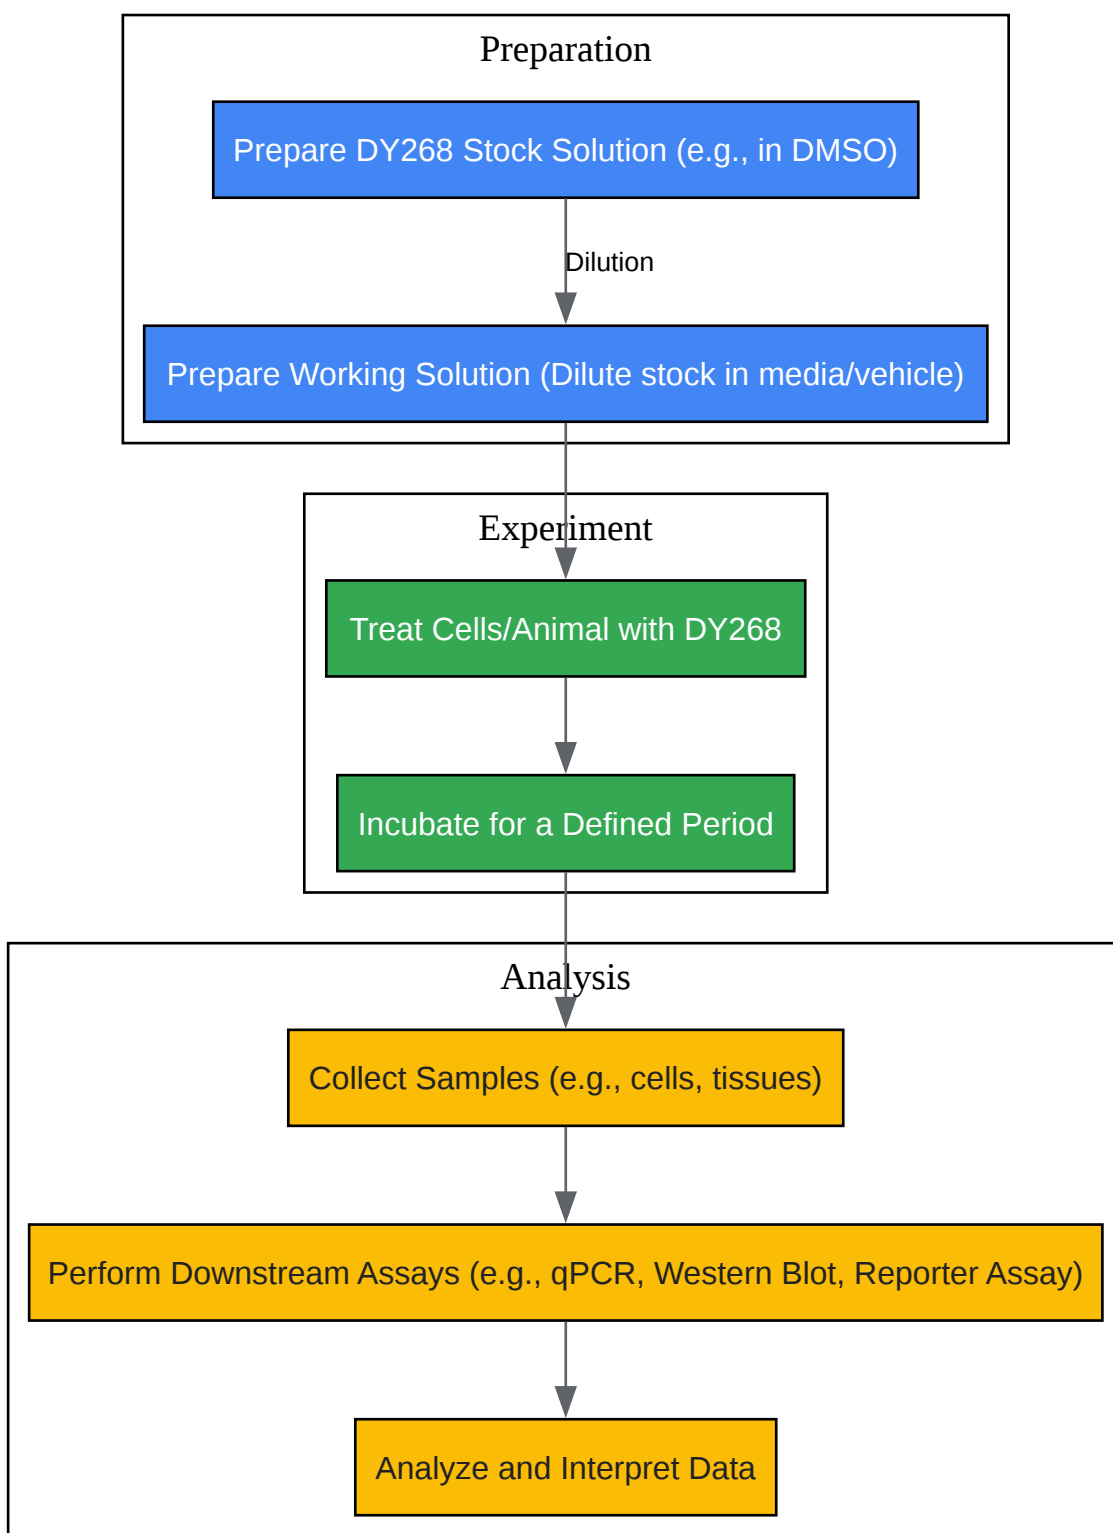 Preparation
Prepare DY268 Stock Solution (e.g., in DMSO)
Dilution
Prepare Working Solution (Dilute stock in media/vehicle)
Experiment
Treat Cells/Animal with DY268
Incubate for a Defined Period
Analysis
Collect Samples (e.g., cells, tissues)
Perform Downstream Assays (e.g., qPCR, Western Blot, Reporter Assay)
Analyze and Interpret Data